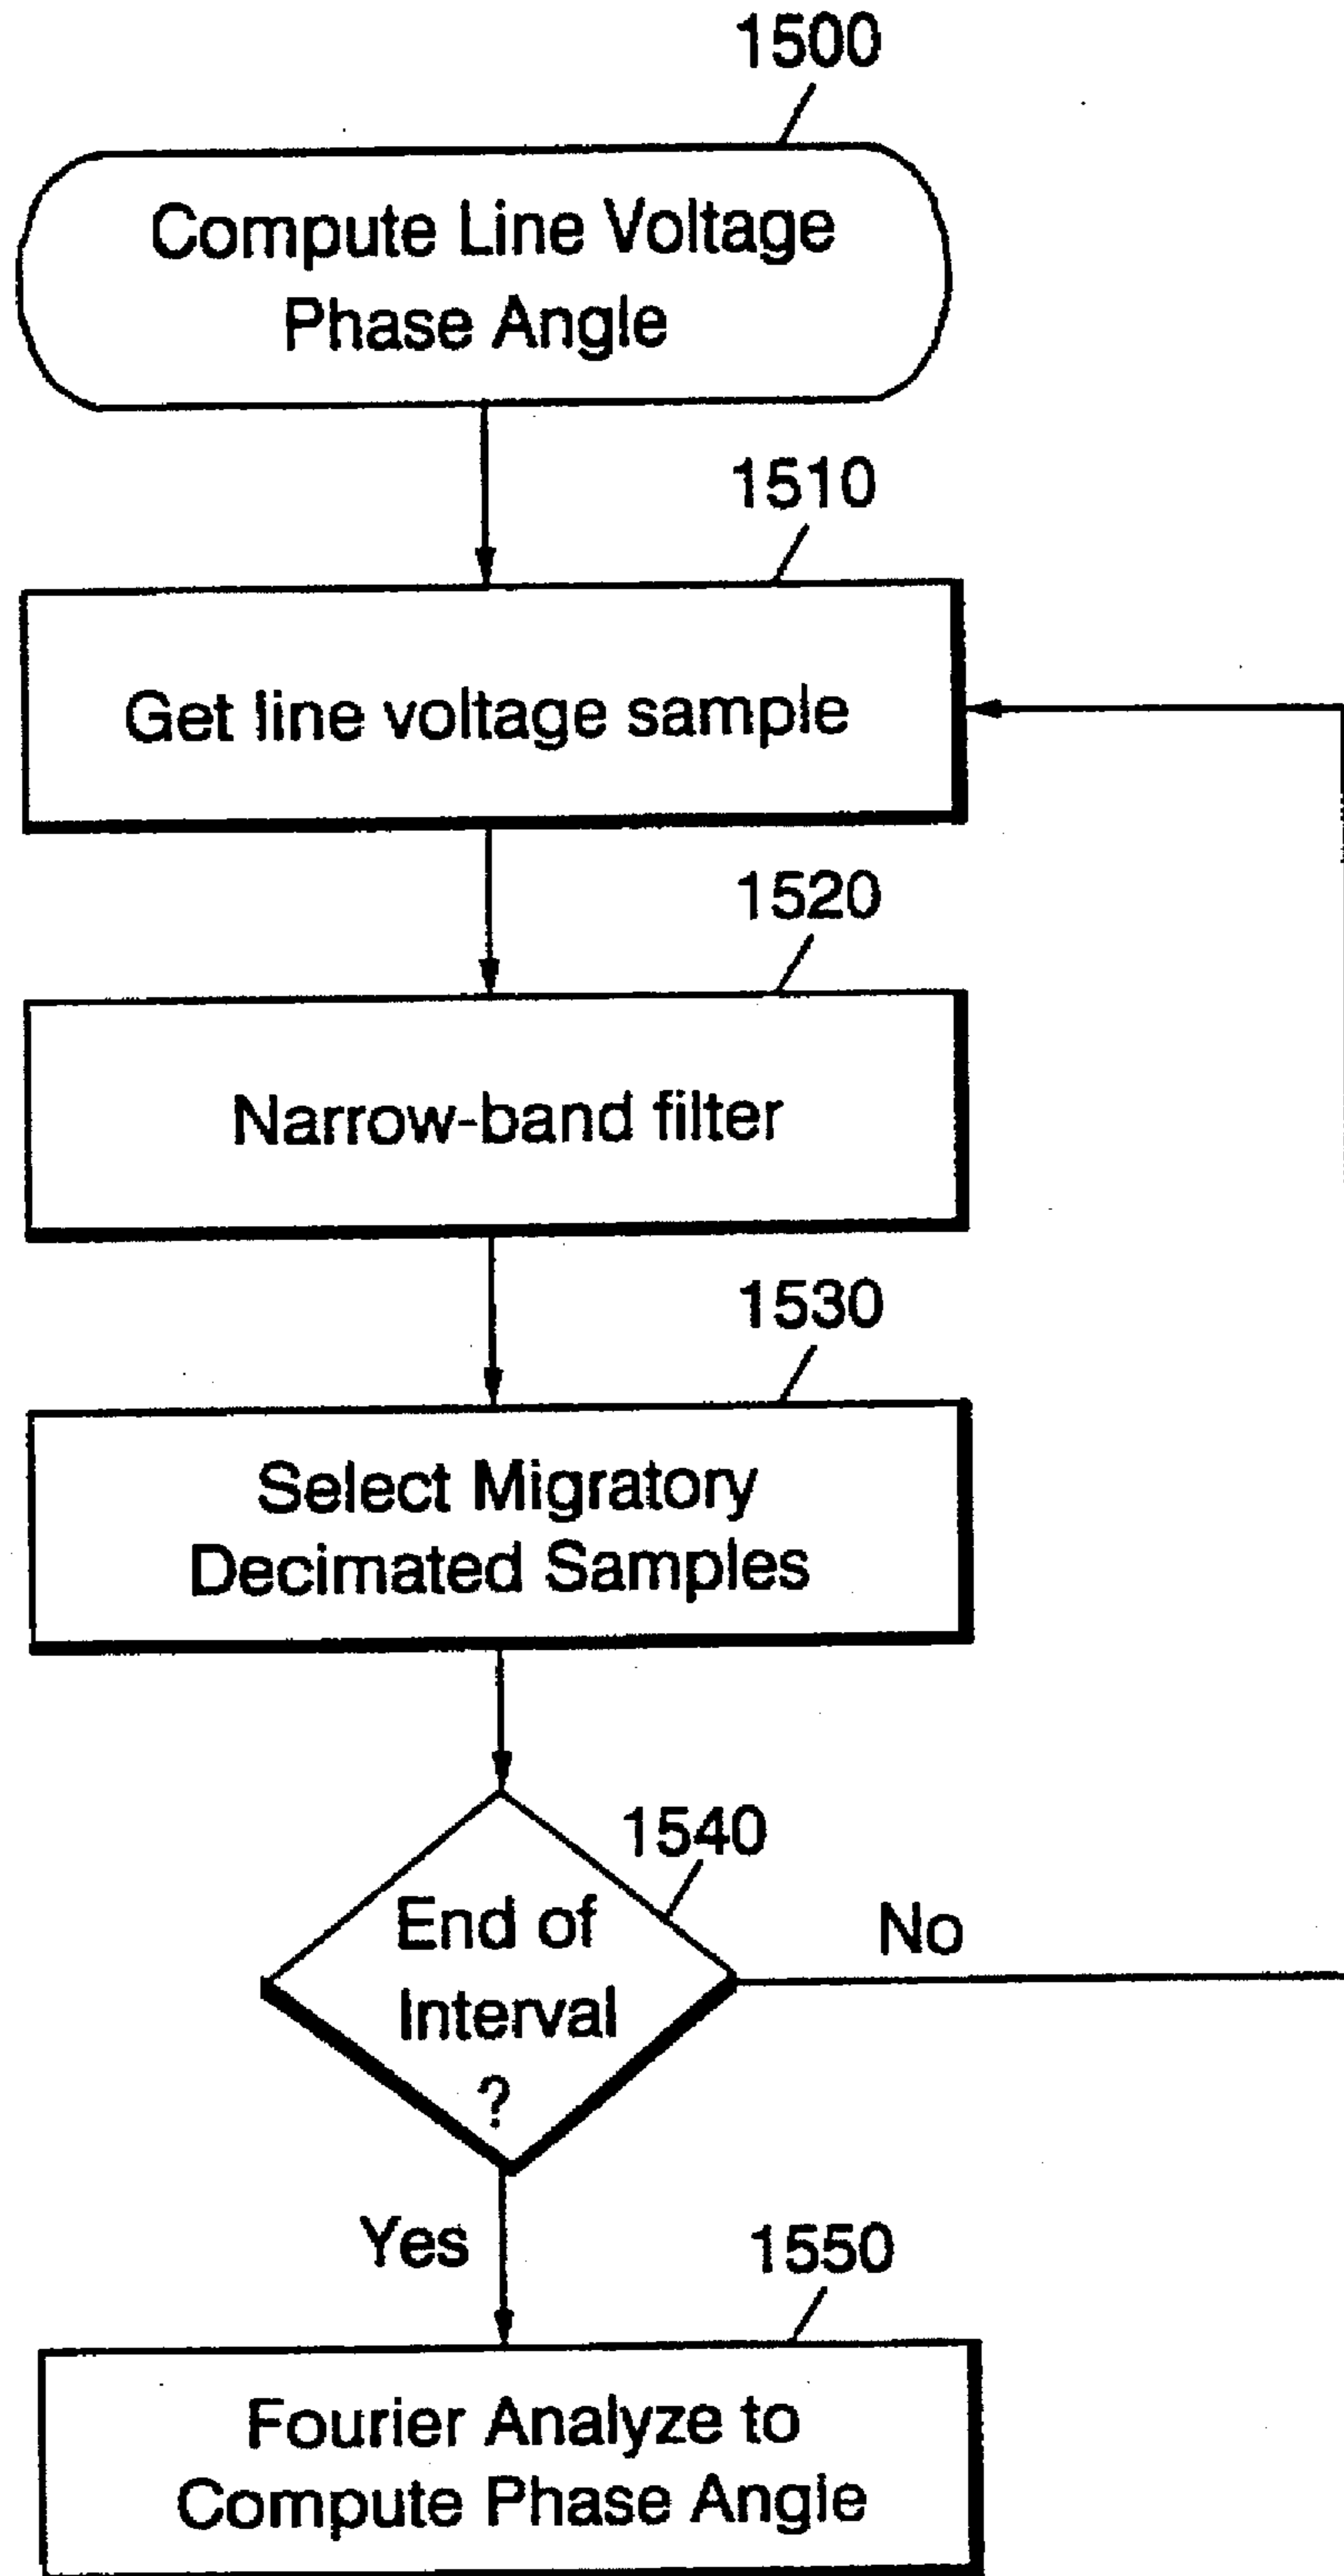 1500
Compute Line Voltage
Phase Angle
1510
Get line voltage sample
1520
Narrow-band filter
1530
Select Migratory
Decimated Samples
1540
End of
Interval
?
No
Yes
1550
Fourier Analyze to
Compute Phase Angle